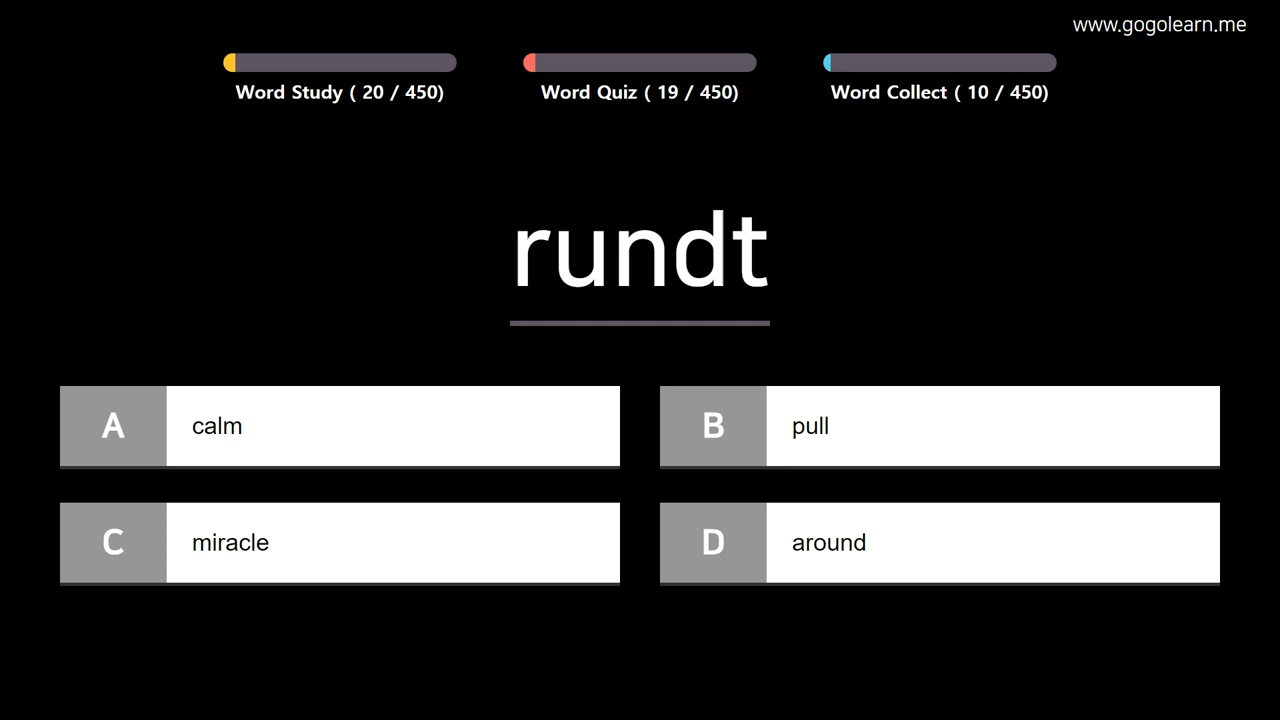 www.gogolearn.me
Word Study ( 20 / 450)
Word Quiz ( 19 / 450)
Word Collect ( 10 / 450)
rundt
A calm
B pull
C miracle
D around